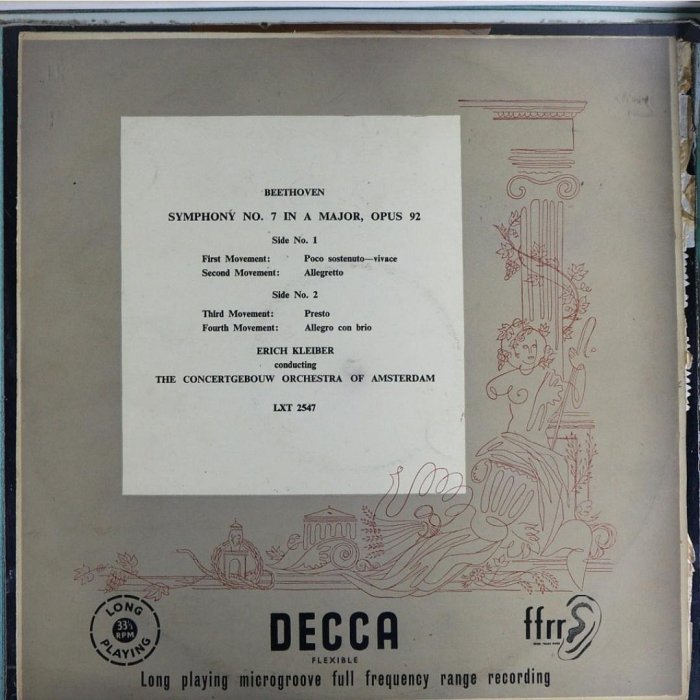 BEETHOVEN
SYMPHONY NO. 7 IN A MAJOR, OPUS 92
Side No. 1
First Movement: Poco sostenuto—vivace
Second Movement: Allegretto
Side No. 2
Third Movement: Presto
Fourth Movement: Allegro con brio
ERICH KLEIBER
conducting
THE CONCERTGEBOUW ORCHESTRA OF AMSTERDAM
LXT 2547
LONG
33⅓
RPM
PLAYING
DECCA
FLEXIBLE
ffrr
Long playing microgroove full frequency range recording